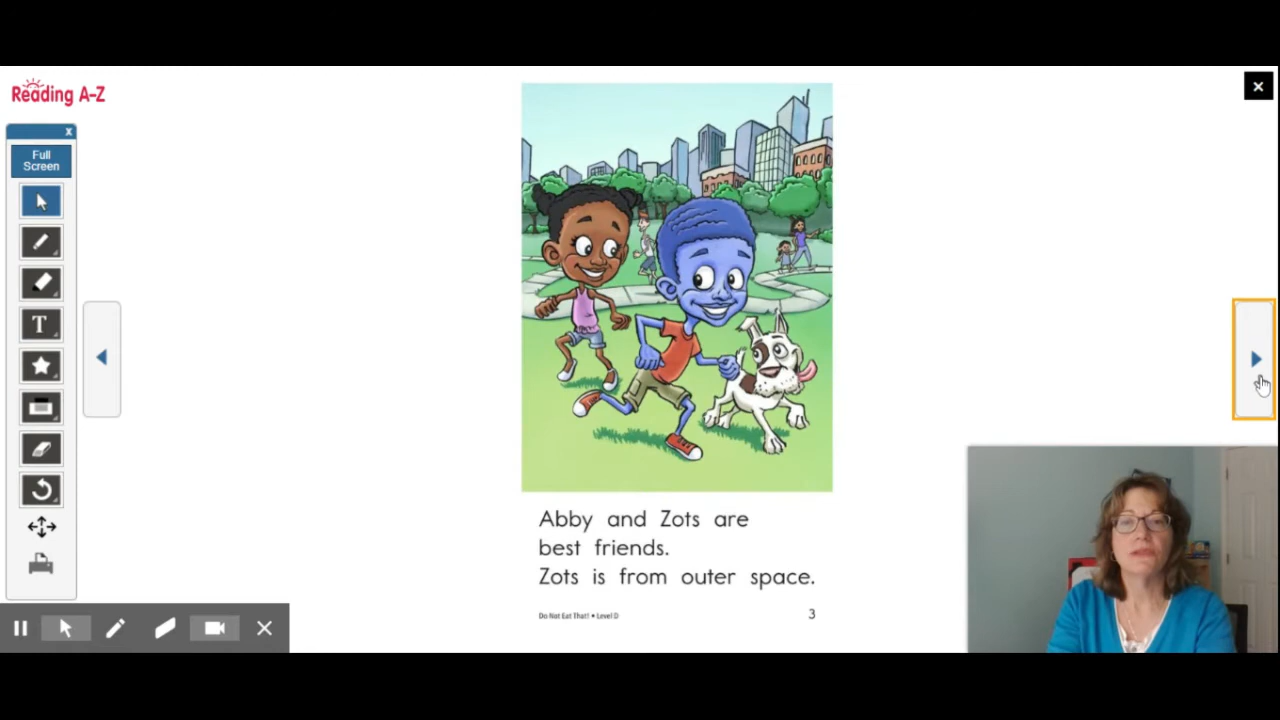 Reading A-Z
x
Full
Screen
T
Abby and Zots are
best friends.
Zots is from outer space.
Do Not Eat That! • Level D
3